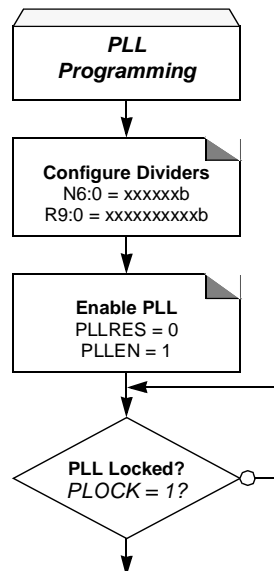 PLL
Programming
Configure Dividers
N6:0 = xxxxxxb
R9:0 = xxxxxxxxxxb
Enable PLL
PLLRES = 0
PLLEN = 1
PLL Locked?
PLOCK = 1?